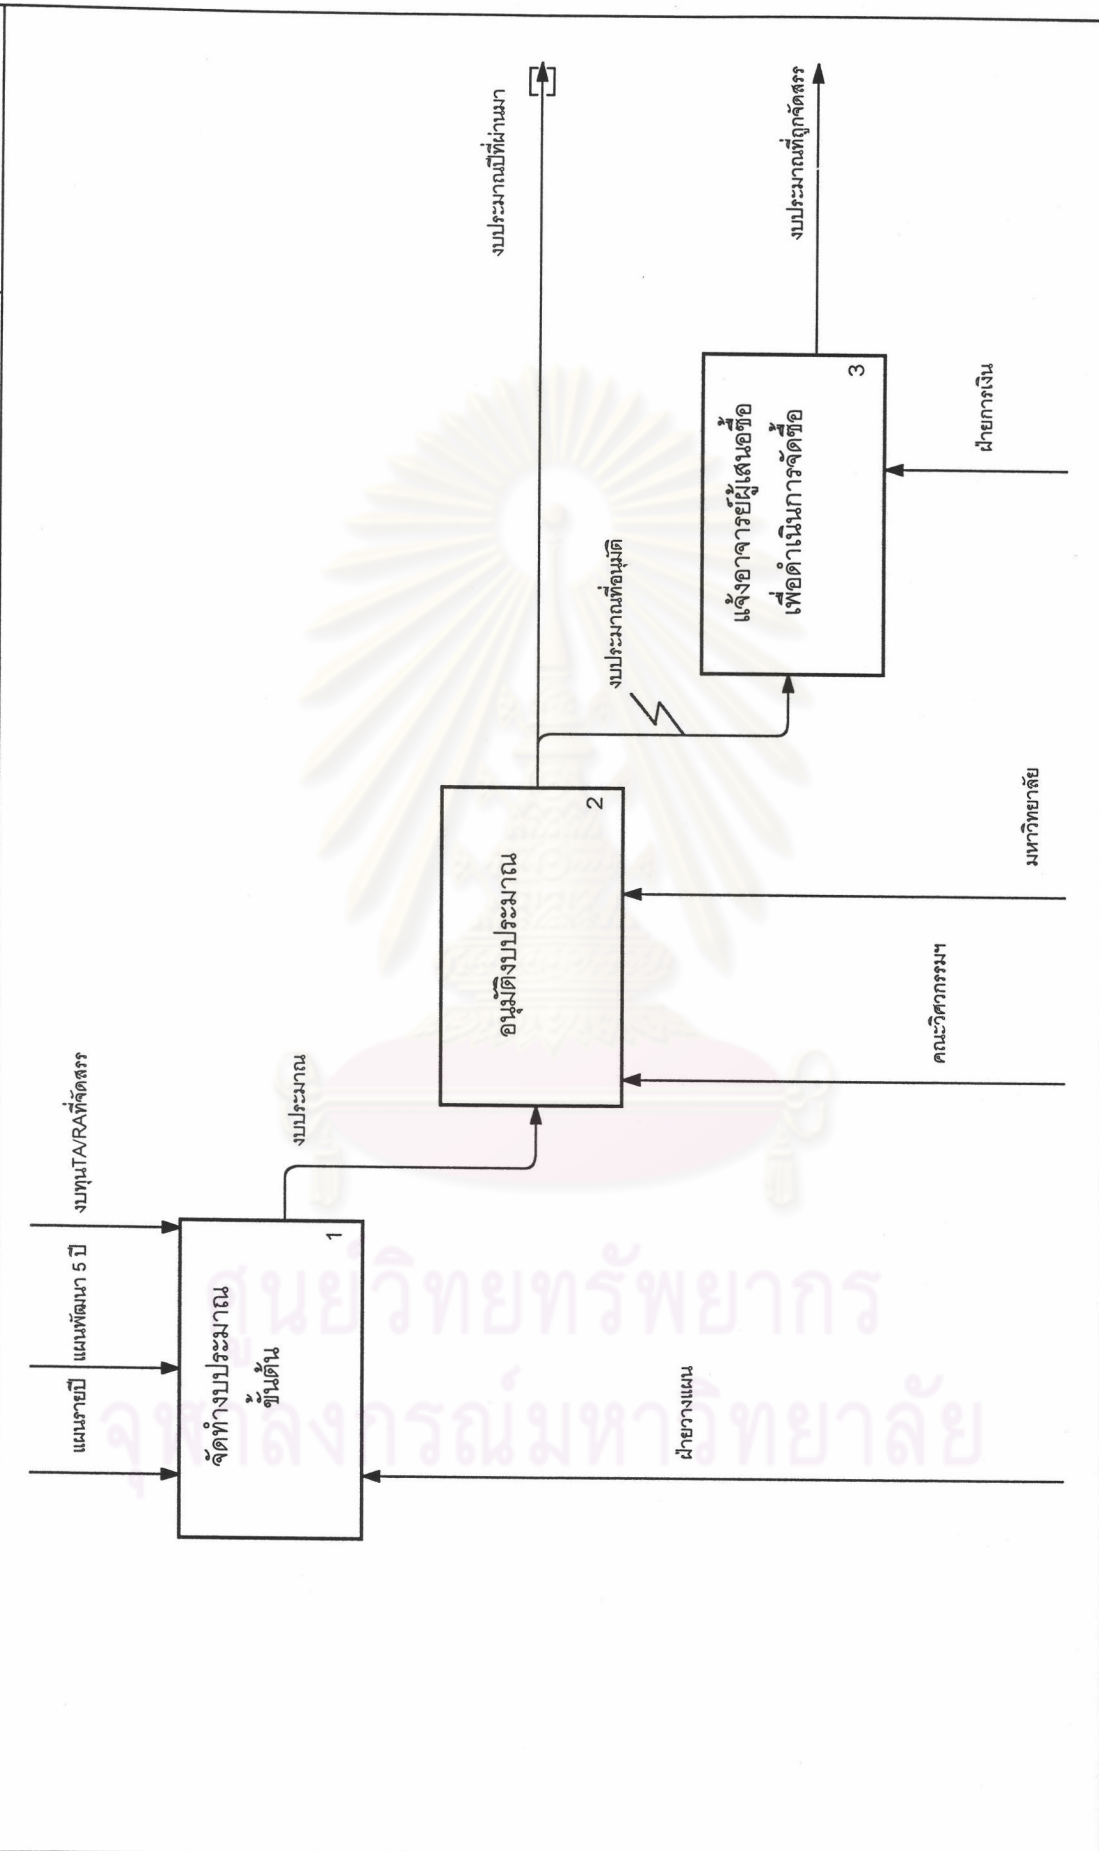 แผนรายปี
แผนพัฒนา 5 ปี
งบทุนTA/RAที่จัดสรร
จัดทำงบประมาณ
ขั้นต้น
1
งบประมาณ
อนุมัติงบประมาณ
2
งบประมาณปีที่ผ่านมา
งบประมาณที่อนุมัติ
แจ้งอาจารย์ผู้เสนอซื้อ
เพื่อดำเนินการจัดซื้อ
3
งบประมาณที่ถูกจัดสรร
ฝ่ายวางแผน
คณะวิศวกรรมฯ
มหาวิทยาลัย
ฝ่ายการเงิน
ศูนย์วิทยทรัพยากร
จุฬาลงกรณ์มหาวิทยาลัย